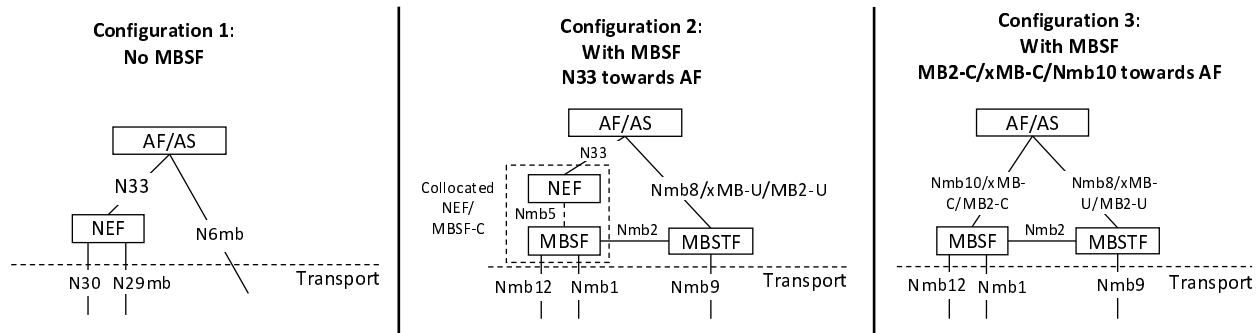 Configuration 1:
No MBSF
AF/AS
N33
NEF
N6mb
Transport
N30
N29mb
Configuration 2:
With MBSF
N33 towards AF
AF/AS
N33
Collocated
NEF/
MBSF-C
NEF
Nmb8/xMB-U/MB2-U
Nmb5
Nmb2
MBSF
MBSTF
Transport
Nmb12
Nmb1
Nmb9
Configuration 3:
With MBSF
MB2-C/xMB-C/Nmb10 towards AF
AF/AS
Nmb10/xMB-
C/MB2-C
Nmb8/xMB-
U/MB2-U
Nmb2
MBSF
MBSTF
Transport
Nmb12
Nmb1
Nmb9